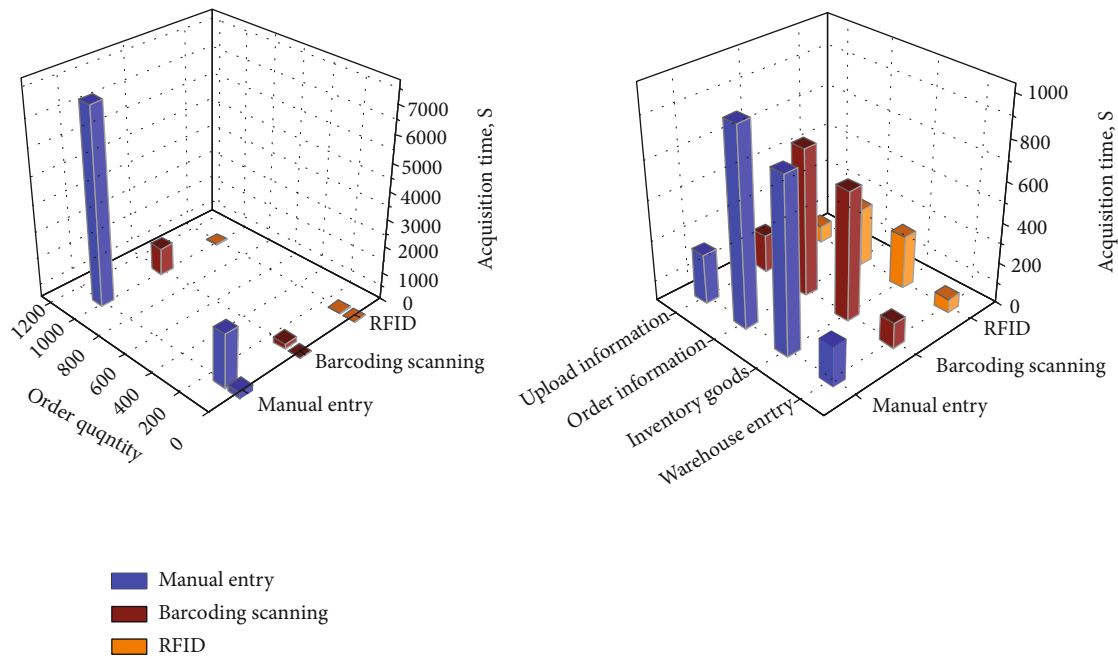 7000
6000
5000
4000
3000
2000
1000
0
Acquisition time, S
1200
1000
800
600
400
200
0
Order quqntity
RFID
Barcoding scanning
Manual entry
1000
800
600
400
200
0
Acquisition time, S
Upload information
Order information
Inventory goods
Warehouse enrtry
RFID
Barcoding scanning
Manual entry
Manual entry
Barcoding scanning
RFID